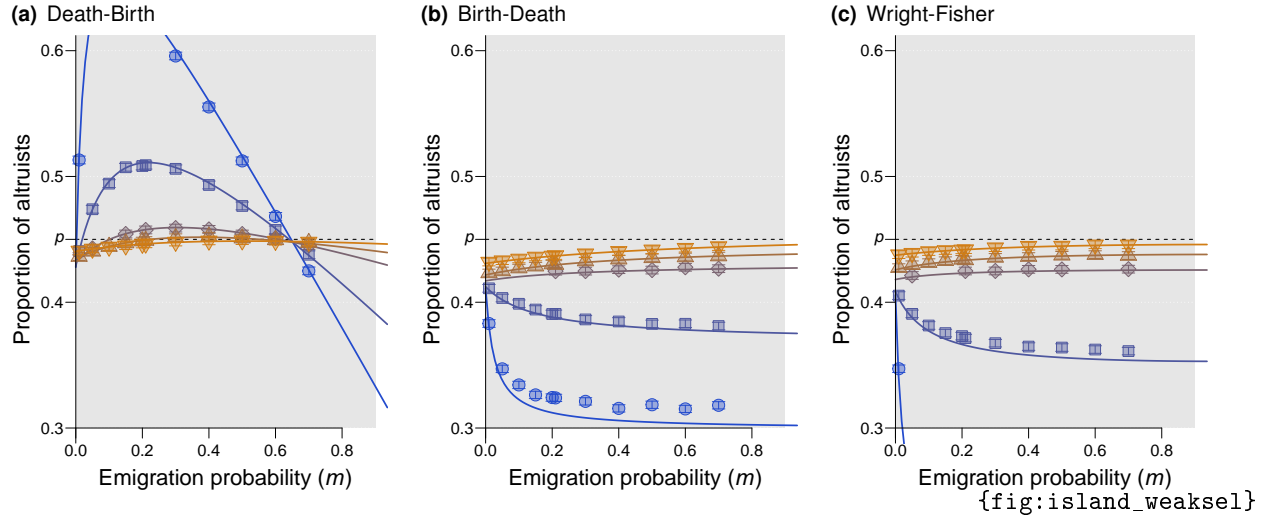 (a) Death-Birth
(b) Birth-Death
(c) Wright-Fisher
Proportion of altruists
0.6
0.5
p
0.4
0.3
0.0 0.2 0.4 0.6 0.8
Emigration probability (m)
Proportion of altruists
0.6
0.5
p
0.4
0.3
0.0 0.2 0.4 0.6 0.8
Emigration probability (m)
Proportion of altruists
0.6
0.5
p
0.4
0.3
0.0 0.2 0.4 0.6 0.8
Emigration probability (m)
{fig:island_weaksel}